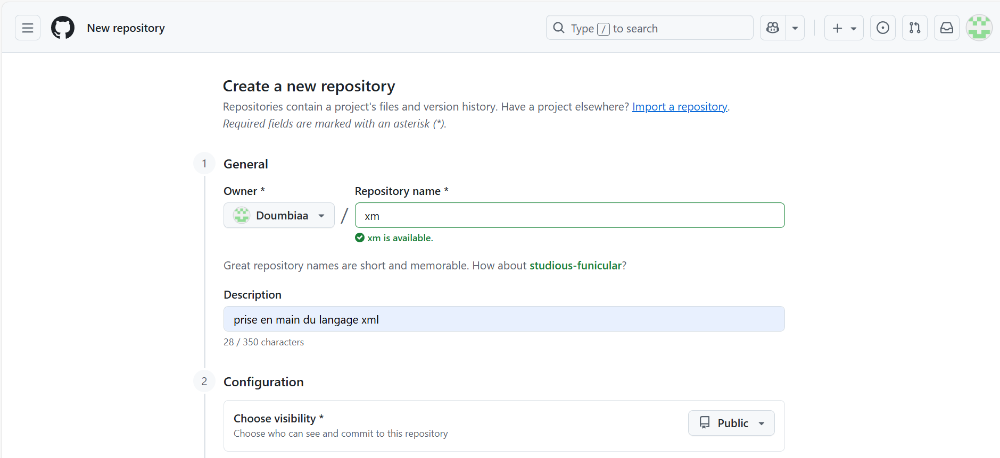 New repository
Type / to search
Create a new repository
Repositories contain a project's files and version history. Have a project elsewhere? Import a repository.
Required fields are marked with an asterisk (*).
1 General
Owner * Repository name *
Doumbiaa / xm
xm is available.
Great repository names are short and memorable. How about studious-funicular?
Description
prise en main du langage xml
28 / 350 characters
2 Configuration
Choose visibility *
Public
Choose who can see and commit to this repository